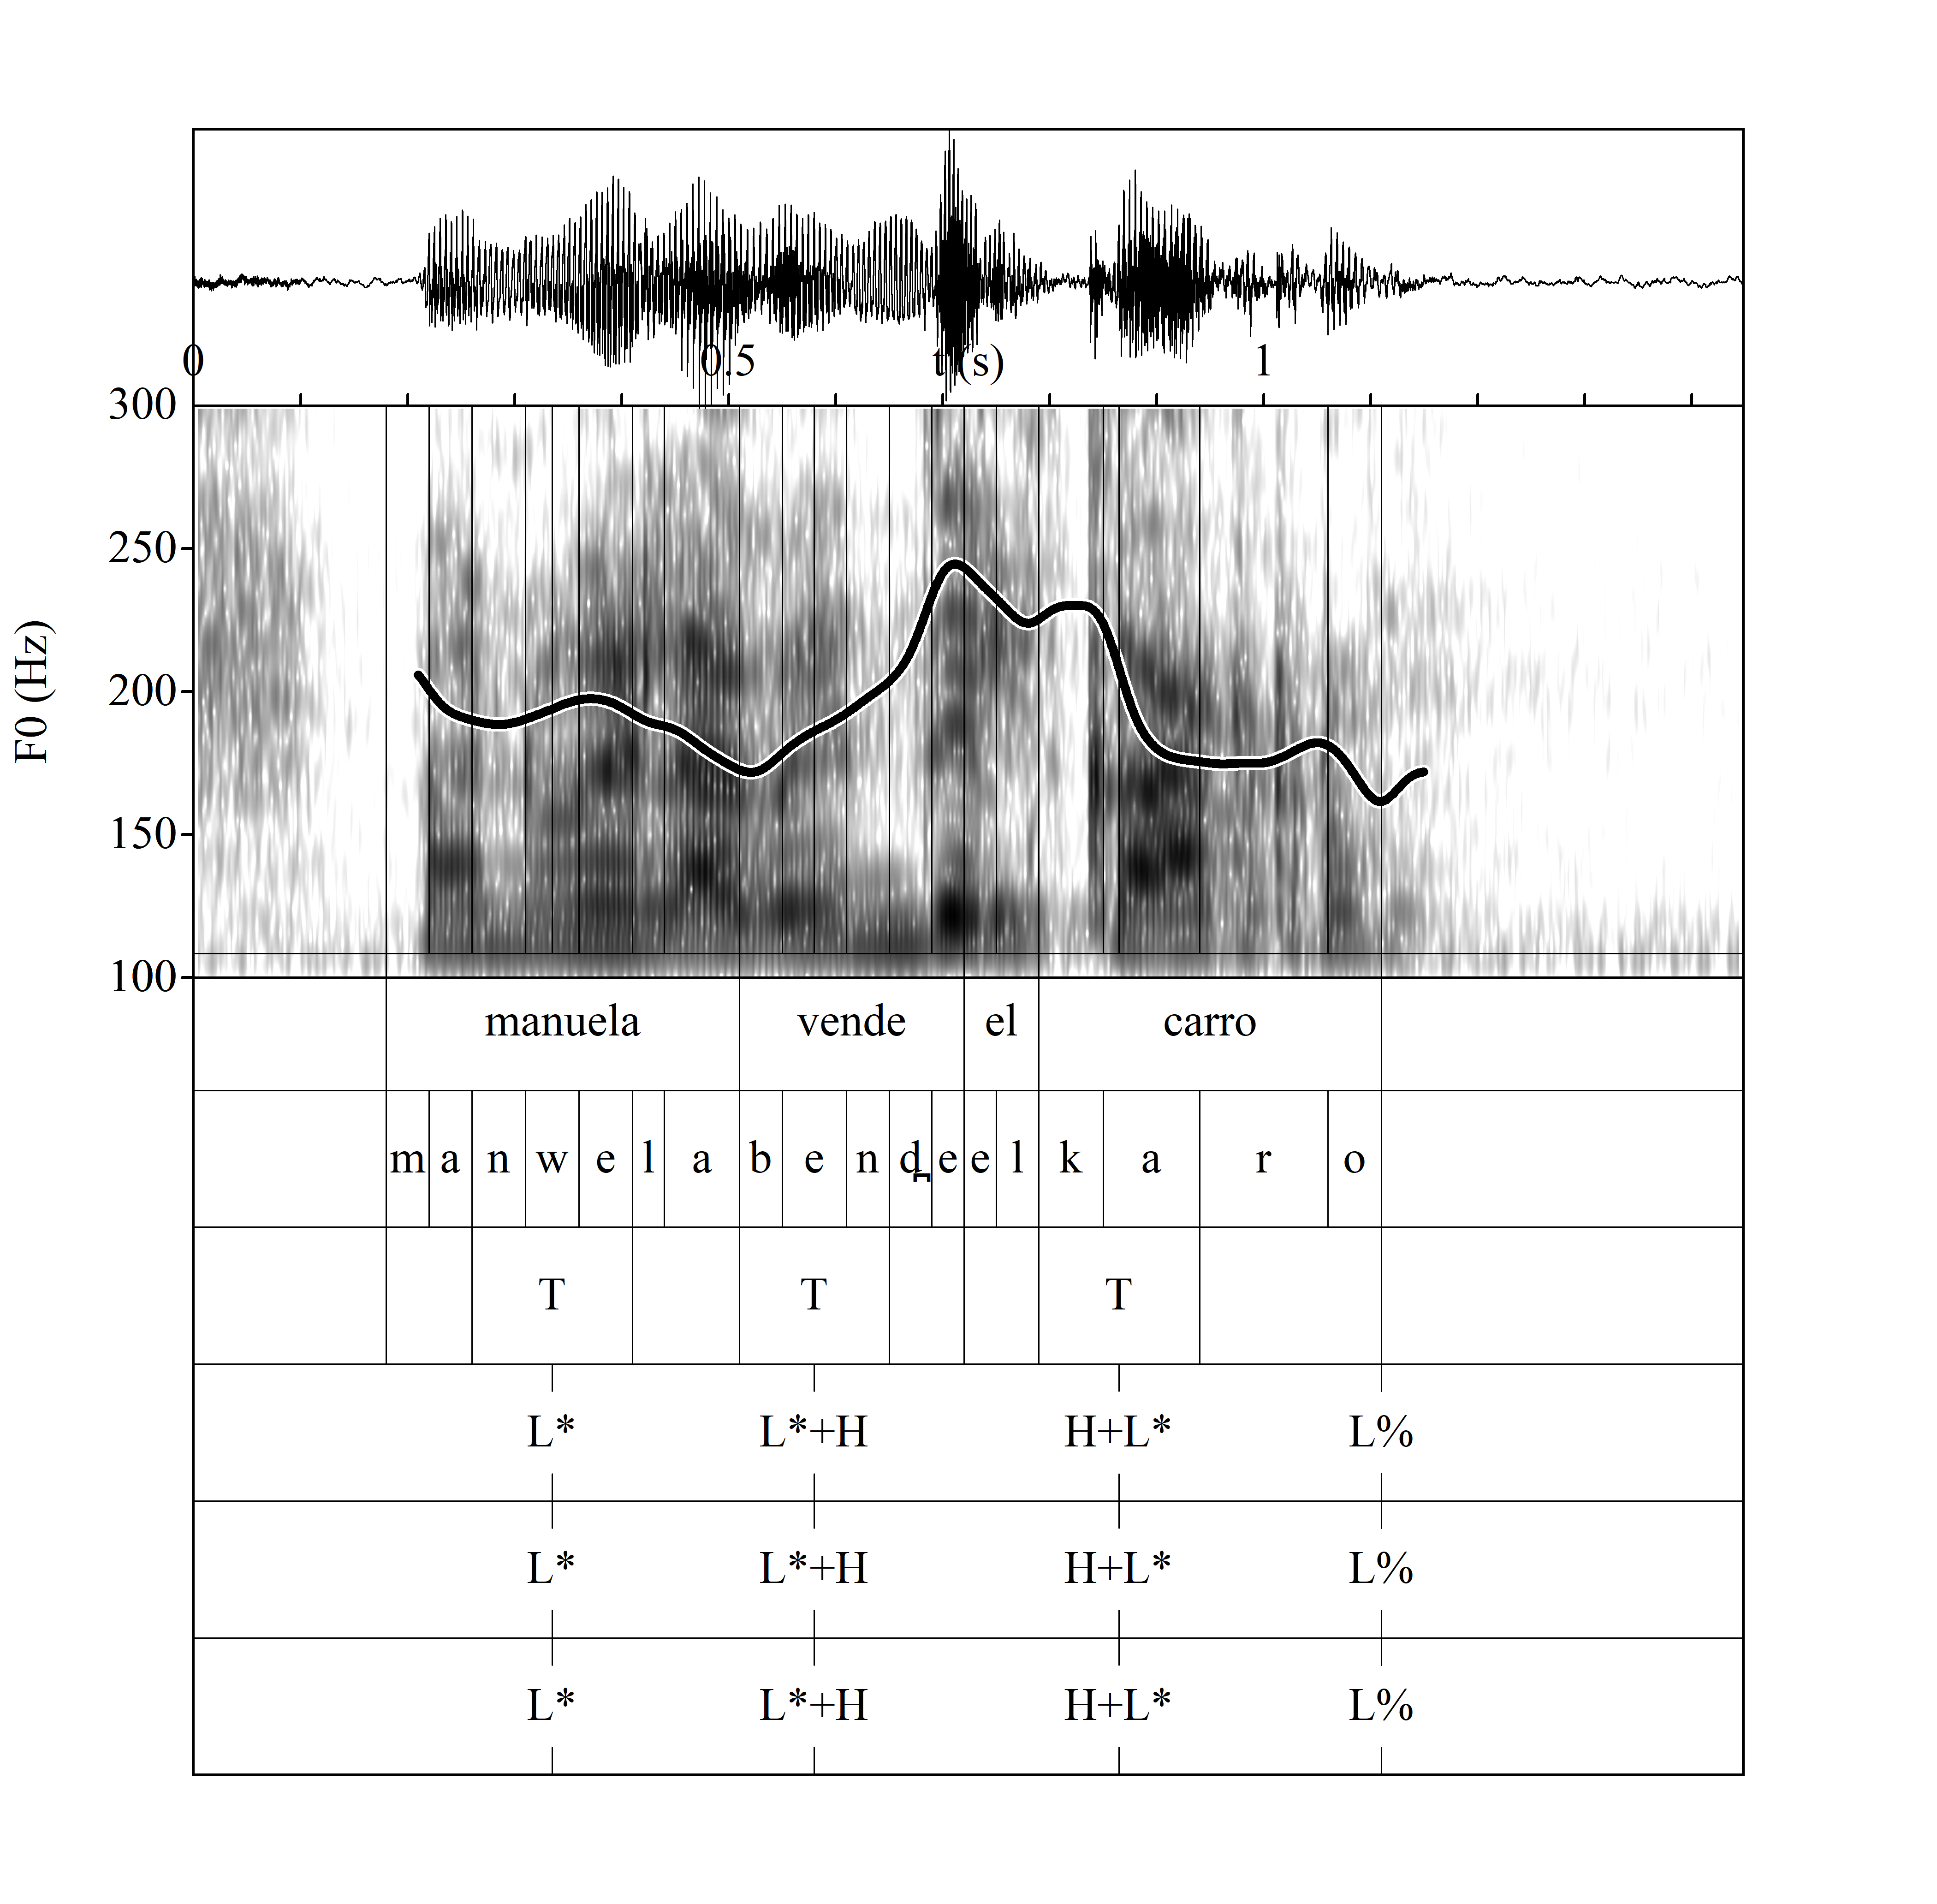 0 0.5 t (s) 1
300
250
200
150
100
F0 (Hz)
manuela vende el carro
m a n w e l a b e n d̪ e e l k a r o
T T T
L* L*+H H+L* L%
L* L*+H H+L* L%
L* L*+H H+L* L%